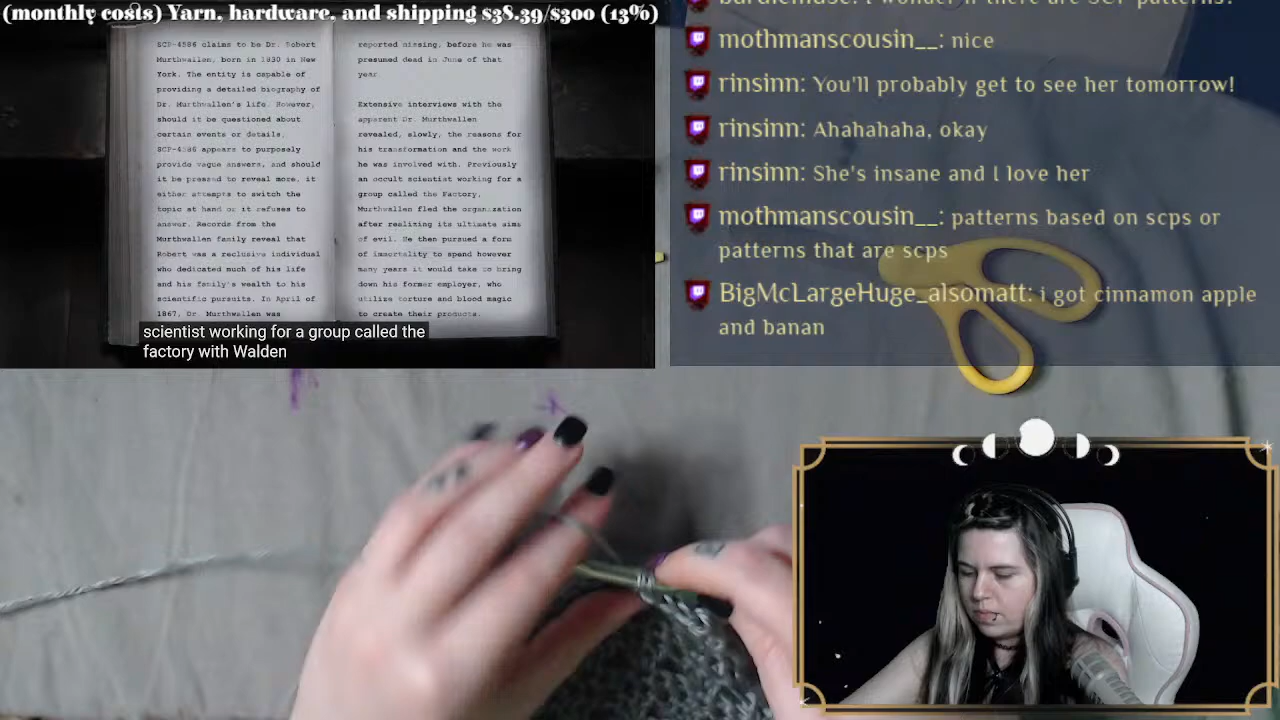 (monthly costs) Yarn, hardware, and shipping $38.39/$300 (13%)
SCP-4586 claims to be Dr. Robert
Murthwallen, born in 1830 in New
York. The entity is capable of
providing a detailed biography of
Dr. Murthwallen's life. However,
should it be questioned about
certain events or details,
SCP-4586 appears to purposely
provide vague answers, and should
it be pressed to reveal more, it
either attempts to switch the
topic at hand or it refuses to
answer. Records from the
Murthwallen family reveal that
Robert was a reclusive individual
who dedicated much of his life
and his family's wealth to his
scientific pursuits. In April of
1867, Dr. Murthwallen was
reported missing, before he was
presumed dead in June of that
year.
Extensive interviews with the
apparent Dr. Murthwallen
revealed, slowly, the reasons for
his transformation and the work
he was involved with. Previously
an occult scientist working for a
group called the Factory,
Murthwallen fled the organization
after realizing its ultimate aims
of evil. He then pursued a form
of immortality to spend however
many years it would take to bring
down his former employer, who
utilize torture and blood magic
to create their products.
scientist working for a group called the
factory with Walden
mothmanscousin__: nice
rinsinn: You'll probably get to see her tomorrow!
rinsinn: Ahahahaha, okay
rinsinn: She's insane and I love her
mothmanscousin__: patterns based on scps or
patterns that are scps
BigMcLargeHuge_alsomatt: i got cinnamon apple
and banan